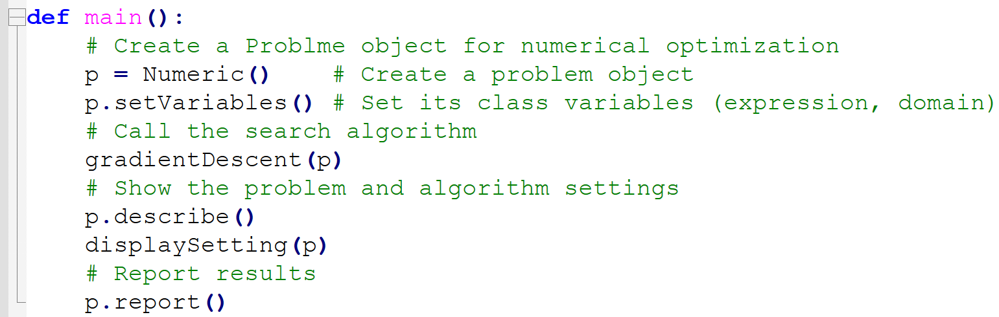 def main():
    # Create a Problme object for numerical optimization
    p = Numeric()    # Create a problem object
    p.setVariables() # Set its class variables (expression, domain)
    # Call the search algorithm
    gradientDescent(p)
    # Show the problem and algorithm settings
    p.describe()
    displaySetting(p)
    # Report results
    p.report()